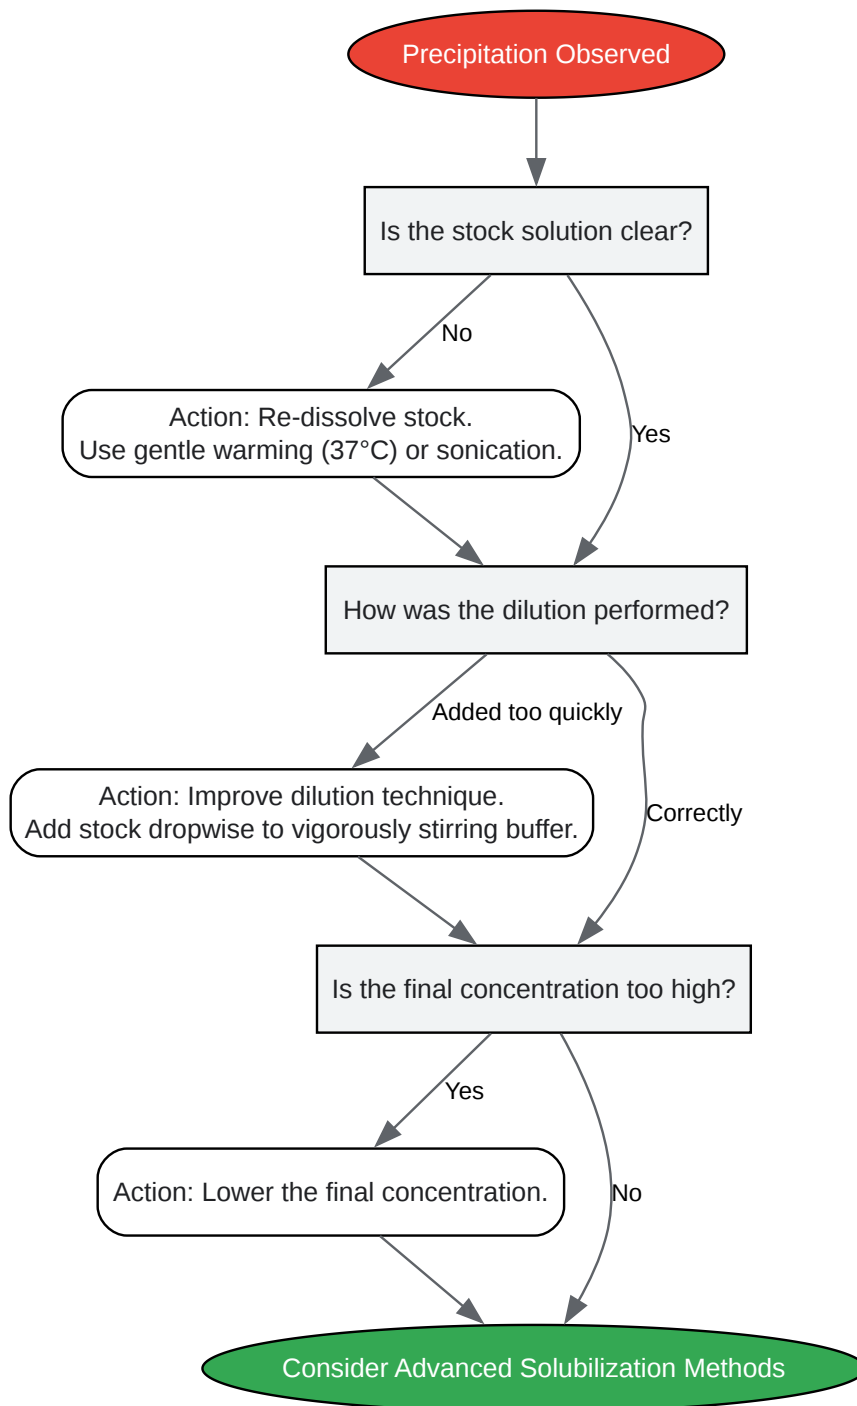 Precipitation Observed
Is the stock solution clear?
No
Yes
Action: Re-dissolve stock.
Use gentle warming (37°C) or sonication.
How was the dilution performed?
Added too quickly
Correctly
Action: Improve dilution technique.
Add stock dropwise to vigorously stirring buffer.
Is the final concentration too high?
Yes
No
Action: Lower the final concentration.
Consider Advanced Solubilization Methods